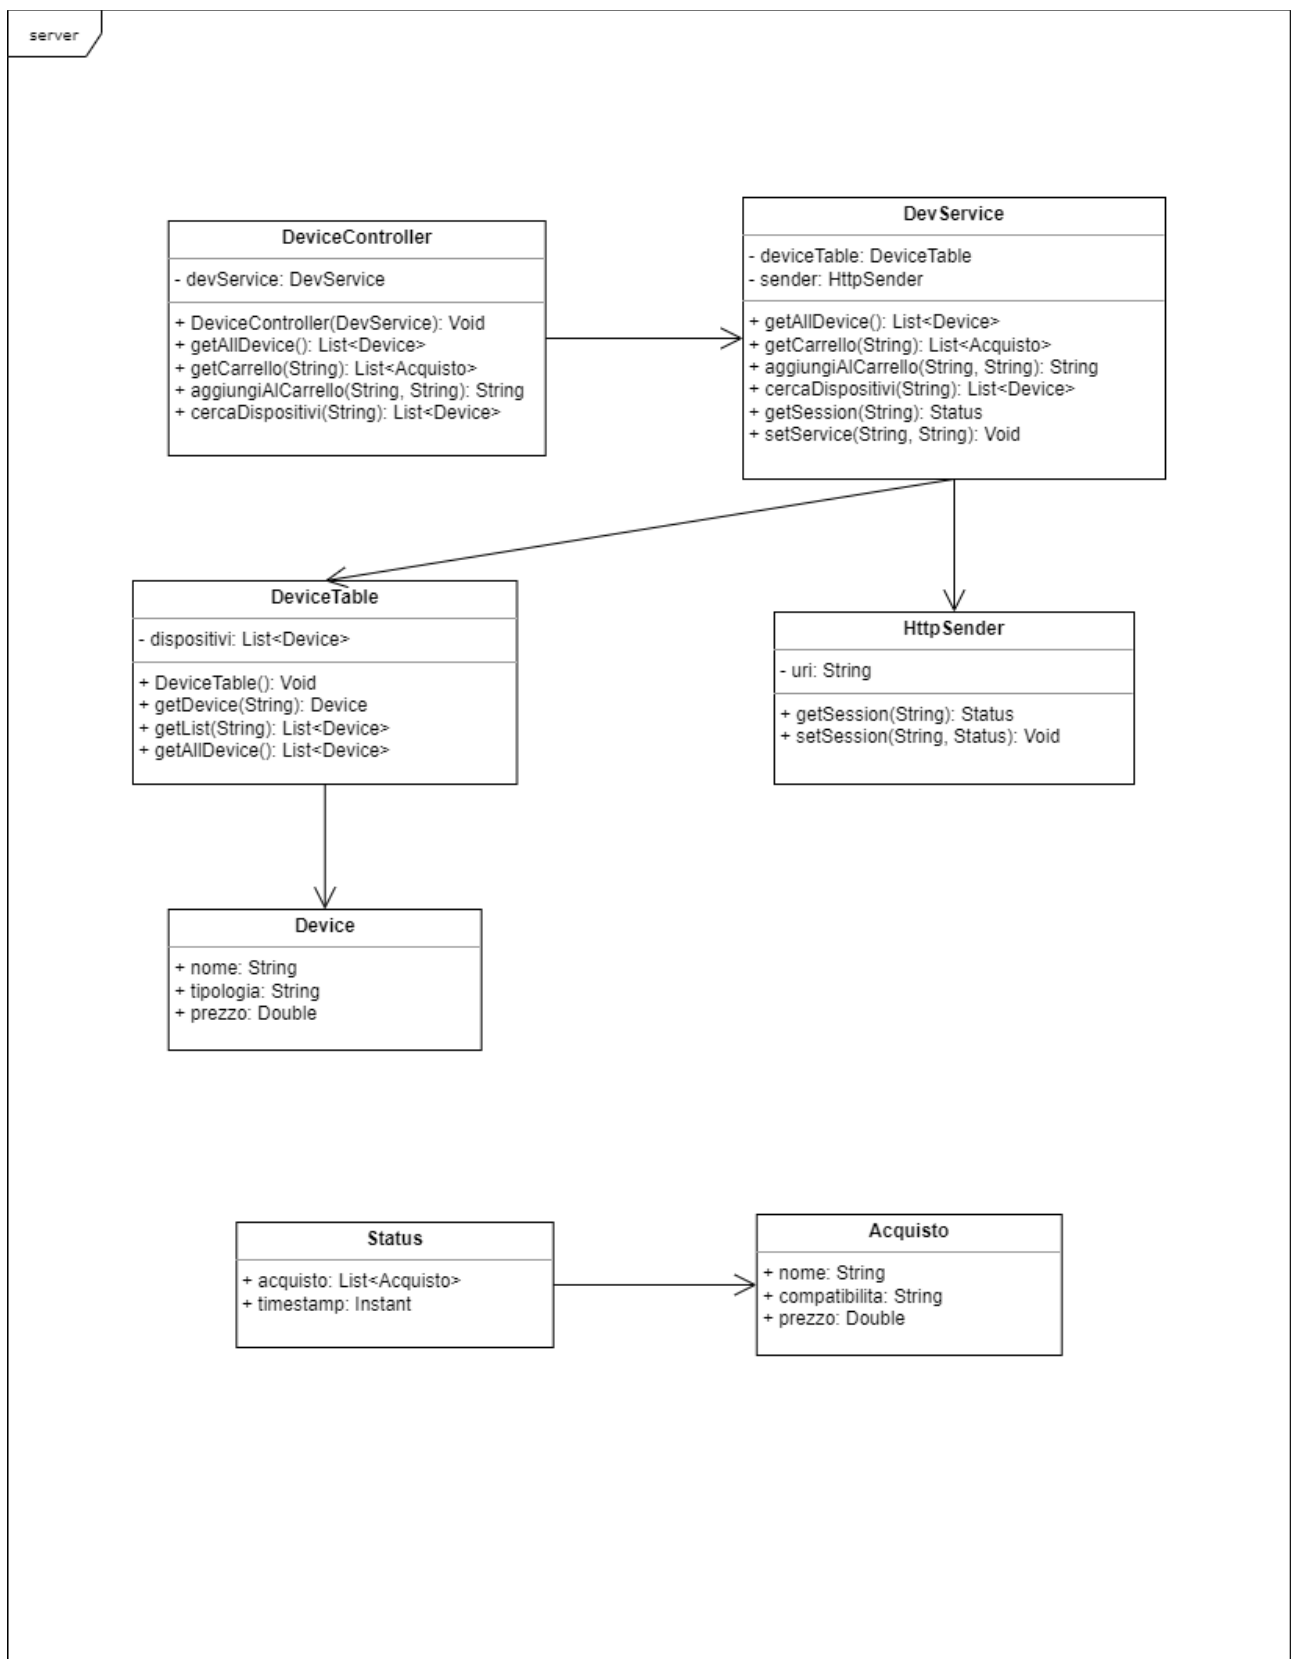 server
DeviceController
- devService: DevService
+ DeviceController(DevService): Void
+ getAllDevice(): List<Device>
+ getCarrello(String): List<Acquisto>
+ aggiungiAlCarrello(String, String): String
+ cercaDispositivi(String): List<Device>
DevService
- deviceTable: DeviceTable
- sender: HttpSender
+ getAllDevice(): List<Device>
+ getCarrello(String): List<Acquisto>
+ aggiungiAlCarrello(String, String): String
+ cercaDispositivi(String): List<Device>
+ getSession(String): Status
+ setService(String, String): Void
DeviceTable
- dispositivi: List<Device>
+ DeviceTable(): Void
+ getDevice(String): Device
+ getList(String): List<Device>
+ getAllDevice(): List<Device>
HttpSender
- uri: String
+ getSession(String): Status
+ setSession(String, Status): Void
Device
+ nome: String
+ tipologia: String
+ prezzo: Double
Status
+ acquisto: List<Acquisto>
+ timestamp: Instant
Acquisto
+ nome: String
+ compatibilita: String
+ prezzo: Double